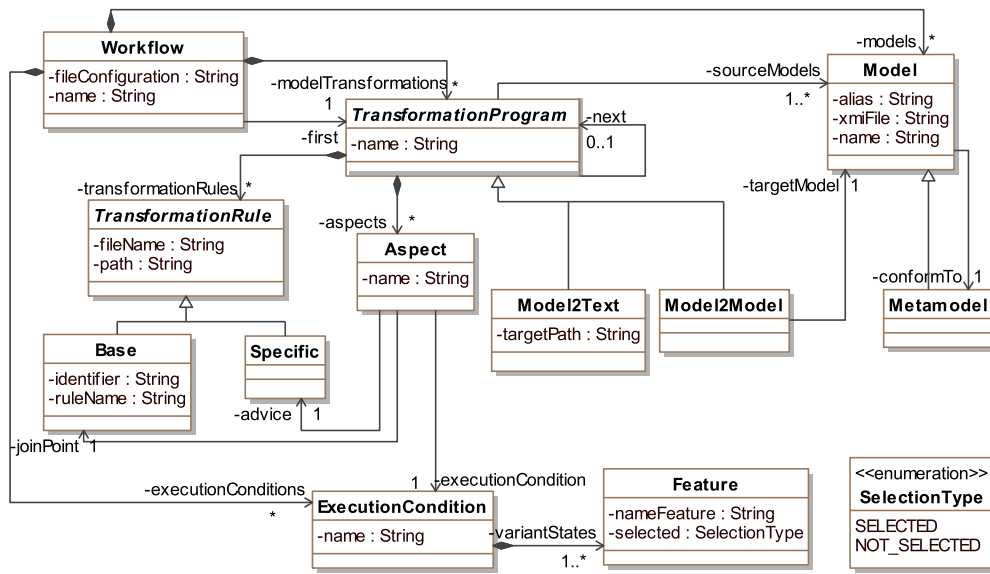 Workflow
-fileConfiguration : String
-name : String
-models
*
Model
-alias : String
-xmiFile : String
-name : String
-modelTransformations
*
1
-first
TransformationProgram
-name : String
-sourceModels
1..*
-next
0..1
-transformationRules
*
TransformationRule
-fileName : String
-path : String
-aspects
*
Aspect
-name : String
-targetModel
1
-conformTo
1
Model2Text
-targetPath : String
Model2Model
Metamodel
Base
-identifier : String
-ruleName : String
Specific
-advice
1
-joinPoint
1
-executionConditions
*
1
-executionCondition
ExecutionCondition
-name : String
-variantStates
1..*
Feature
-nameFeature : String
-selected : SelectionType
<<enumeration>>
SelectionType
SELECTED
NOT_SELECTED